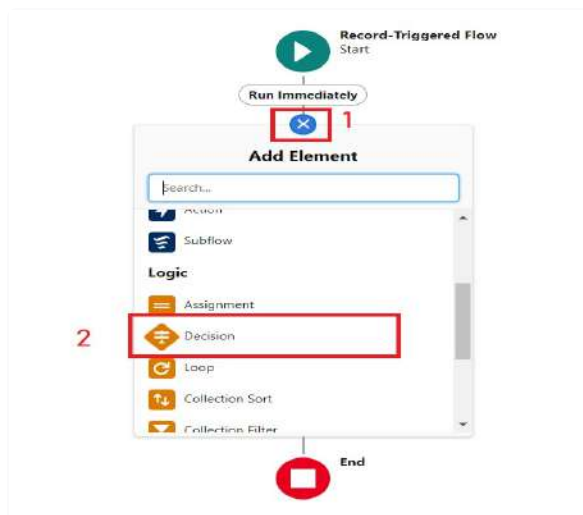 Record-Triggered Flow
Start
Run Immediately
1
Add Element
Search...
Action
Subflow
Logic
Assignment
2
Decision
Loop
Collection Sort
Collection Filter
End